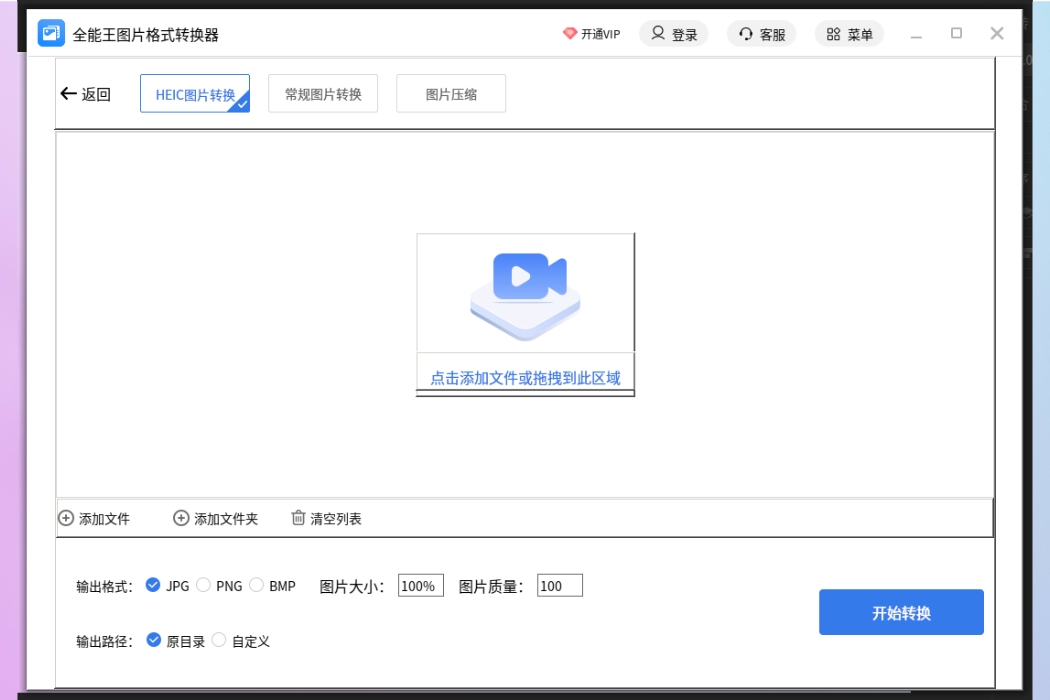 全能王图片格式转换器
开通VIP
登录
客服
菜单
返回
HEIC图片转换
常规图片转换
图片压缩
点击添加文件或拖拽到此区域
添加文件
添加文件夹
清空列表
输出格式： JPG PNG BMP 图片大小： 100% 图片质量： 100
开始转换
输出路径： 原目录 自定义